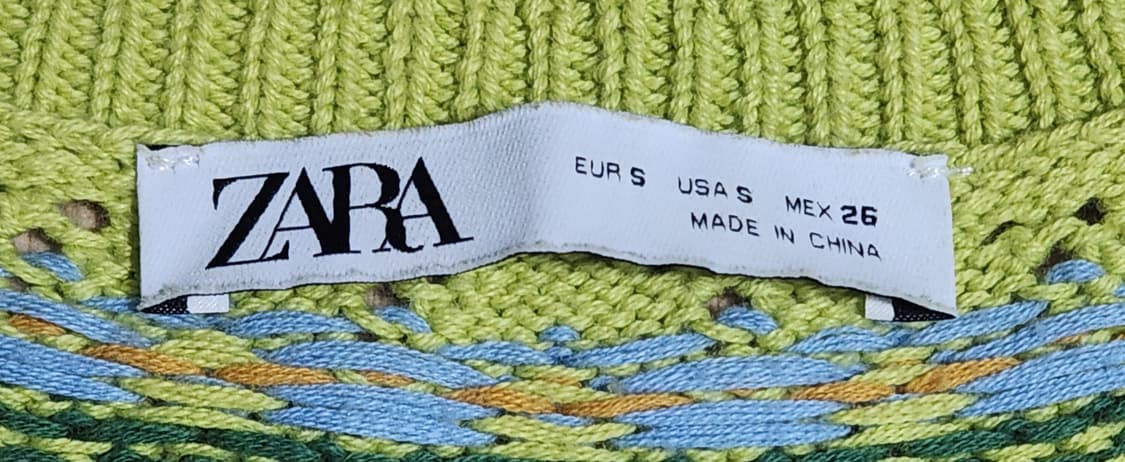 ZARA
EUR S USA S MEX 26
MADE IN CHINA